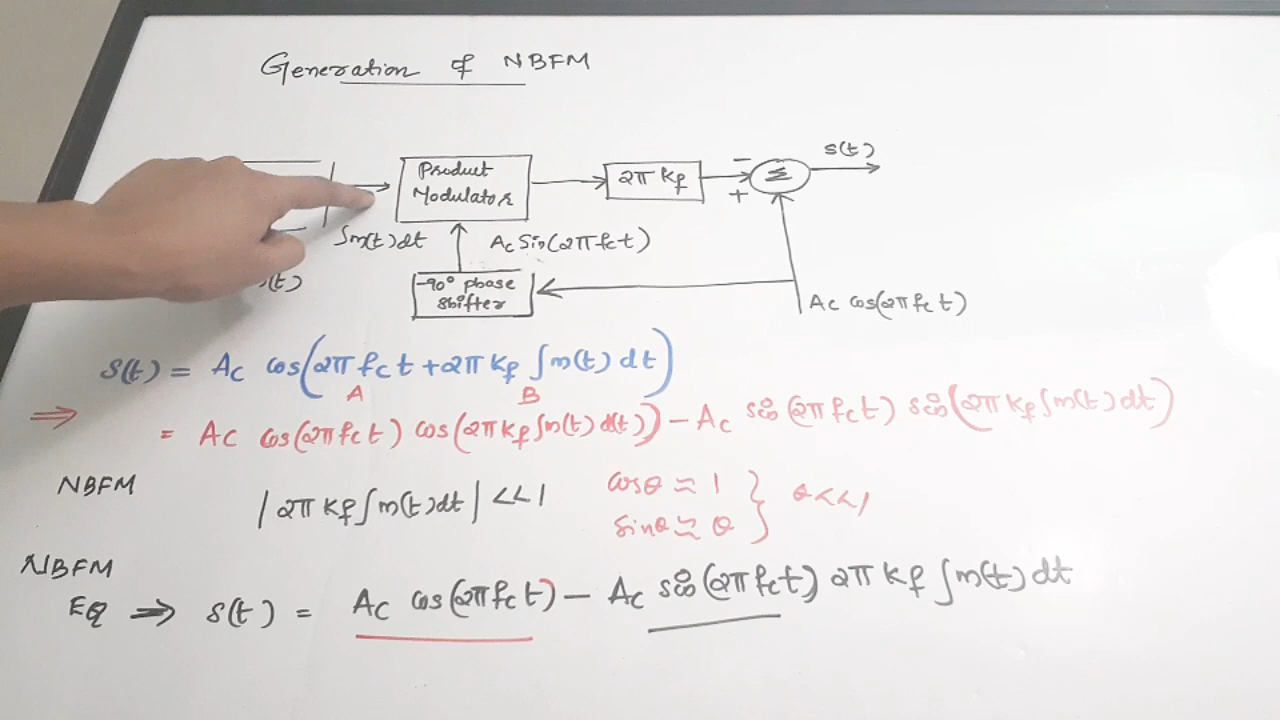 Generation of NBFM
Product
Modulator
2π kf
−
+
Σ
s(t)
∫m(t)dt
Ac Sin(2πfct)
(t)
-90° phase
shifter
Ac cos(2πfct)
s(t) = Ac cos(2πfct + 2πkf ∫m(t)dt)
A B
⇒ = Ac cos(2πfct) cos(2πkf∫m(t)d(t)) − Ac sin(2πfct) sin(2πkf∫m(t)dt)
NBFM |2πkf∫m(t)dt| <<1
cosθ ≃ 1
sinθ ≃ θ } θ<<1
NBFM
EQ ⇒ s(t) = Ac cos(2πfct) − Ac sin(2πfct) 2πkf ∫m(t)dt